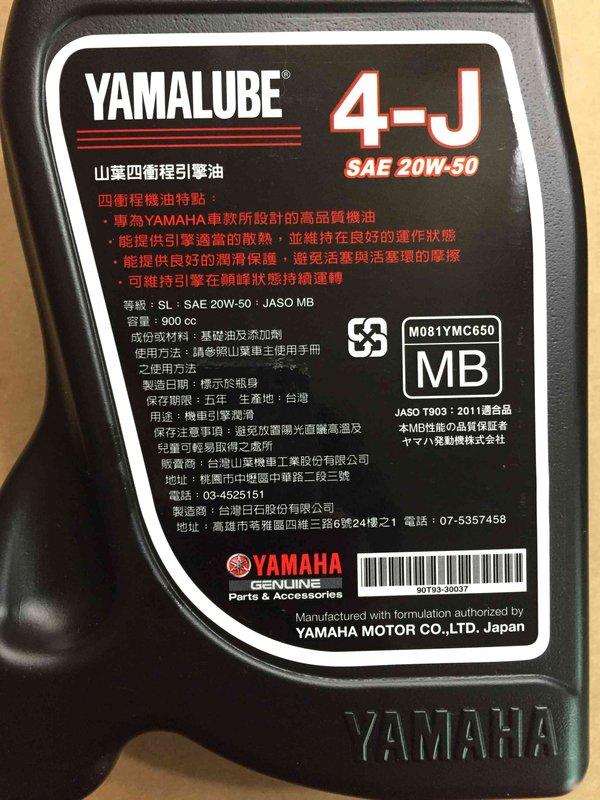 YAMALUBE®
4-J
SAE 20W-50
山葉四衝程引擎油
四衝程機油特點：
・專為YAMAHA車款所設計的高品質機油
・能提供引擎適當的散熱，並維持在良好的運作狀態
・能提供良好的潤滑保護，避免活塞與活塞環的摩擦
・可維持引擎在顛峰狀態持續運轉
等級：SL：SAE 20W-50：JASO MB
容量：900 cc
成份或材料：基礎油及添加劑
使用方法：請參照山葉車主使用手冊
之使用方法
製造日期：標示於瓶身
保存期限：五年 生產地：台灣
用途：機車引擎潤滑
保存注意事項：避免放置陽光直曬高溫及
兒童可輕易取得之處所
販賣商：台灣山葉機車工業股份有限公司
地址：桃園市中壢區中華路二段三號
電話：03-4525151
製造商：台灣日石股份有限公司
地址：高雄市苓雅區四維三路6號24樓之1 電話：07-5357458
M081YMC650
MB
JASO T903：2011適合品
本MB性能の品質保証者
ヤマハ発動機株式会社
YAMAHA
GENUINE
Parts & Accessories
90T93-30037
Manufactured with formulation authorized by
YAMAHA MOTOR CO.,LTD. Japan
YAMAHA